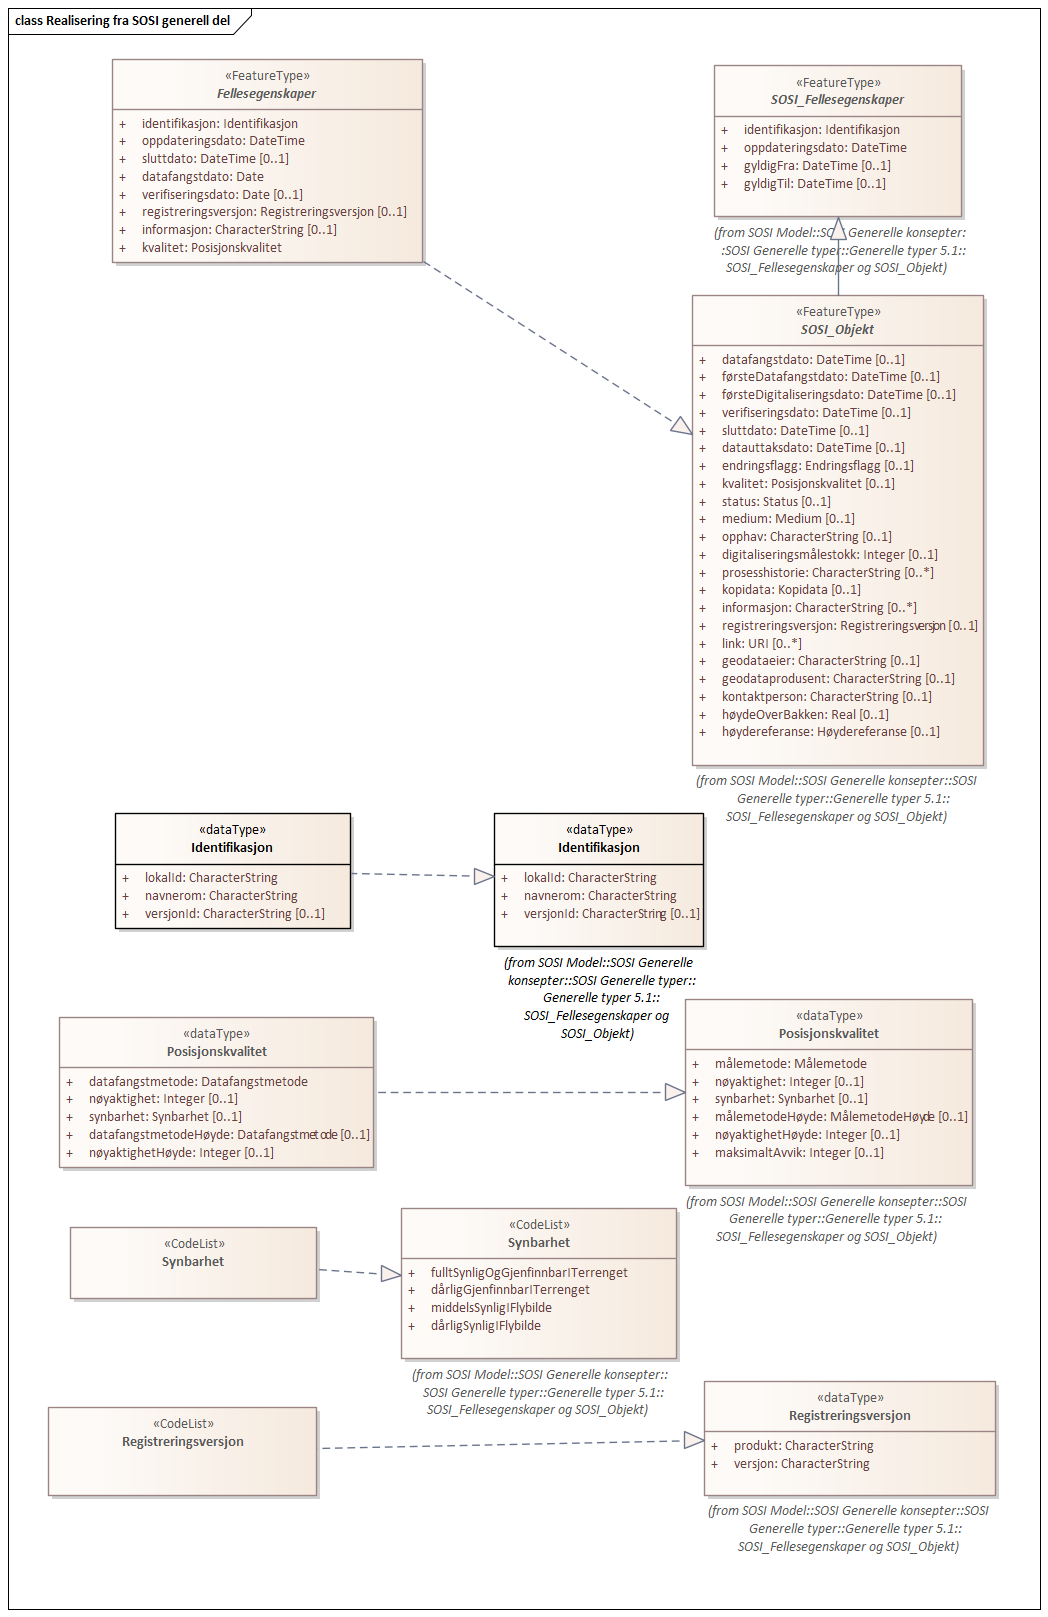 class Realisering fra SOSI generell del
«FeatureType»
Fellesegenskaper
+ identifikasjon: Identifikasjon
+ oppdateringsdato: DateTime
+ sluttdato: DateTime [0..1]
+ datafangstdato: Date
+ verifiseringsdato: Date [0..1]
+ registreringsversjon: Registreringsversjon [0..1]
+ informasjon: CharacterString [0..1]
+ kvalitet: Posisjonskvalitet
«FeatureType»
SOSI_Fellesegenskaper
+ identifikasjon: Identifikasjon
+ oppdateringsdato: DateTime
+ gyldigFra: DateTime [0..1]
+ gyldigTil: DateTime [0..1]
(from SOSI Model::SOSI Generelle konsepter:
:SOSI Generelle typer::Generelle typer 5.1::
SOSI_Fellesegenskaper og SOSI_Objekt)
«FeatureType»
SOSI_Objekt
+ datafangstdato: DateTime [0..1]
+ førsteDatafangstdato: DateTime [0..1]
+ førsteDigitaliseringsdato: DateTime [0..1]
+ verifiseringsdato: DateTime [0..1]
+ sluttdato: DateTime [0..1]
+ datauttaksdato: DateTime [0..1]
+ endringsflagg: Endringsflagg [0..1]
+ kvalitet: Posisjonskvalitet [0..1]
+ status: Status [0..1]
+ medium: Medium [0..1]
+ opphav: CharacterString [0..1]
+ digitaliseringsmålestokk: Integer [0..1]
+ prosesshistorie: CharacterString [0..*]
+ kopidata: Kopidata [0..1]
+ informasjon: CharacterString [0..*]
+ registreringsversjon: Registreringsversjon [0..1]
+ link: URI [0..*]
+ geodataeier: CharacterString [0..1]
+ geodataprodusent: CharacterString [0..1]
+ kontaktperson: CharacterString [0..1]
+ høydeOverBakken: Real [0..1]
+ høydereferanse: Høydereferanse [0..1]
(from SOSI Model::SOSI Generelle konsepter::SOSI
Generelle typer::Generelle typer 5.1::
SOSI_Fellesegenskaper og SOSI_Objekt)
«dataType»
Identifikasjon
+ lokalId: CharacterString
+ navnerom: CharacterString
+ versjonId: CharacterString [0..1]
«dataType»
Identifikasjon
+ lokalId: CharacterString
+ navnerom: CharacterString
+ versjonId: CharacterString [0..1]
(from SOSI Model::SOSI Generelle
konsepter::SOSI Generelle typer::
Generelle typer 5.1::
SOSI_Fellesegenskaper og
SOSI_Objekt)
«dataType»
Posisjonskvalitet
+ datafangstmetode: Datafangstmetode
+ nøyaktighet: Integer [0..1]
+ synbarhet: Synbarhet [0..1]
+ datafangstmetodeHøyde: Datafangstmetode [0..1]
+ nøyaktighetHøyde: Integer [0..1]
«dataType»
Posisjonskvalitet
+ målemetode: Målemetode
+ nøyaktighet: Integer [0..1]
+ synbarhet: Synbarhet [0..1]
+ målemetodeHøyde: MålemetodeHøyde [0..1]
+ nøyaktighetHøyde: Integer [0..1]
+ maksimaltAvvik: Integer [0..1]
(from SOSI Model::SOSI Generelle konsepter::SOSI
Generelle typer::Generelle typer 5.1::
SOSI_Fellesegenskaper og SOSI_Objekt)
«CodeList»
Synbarhet
«CodeList»
Synbarhet
+ fulltSynligOgGjenfinnbarITerrenget
+ dårligGjenfinnbarITerrenget
+ middelsSynligIFlybilde
+ dårligSynligIFlybilde
(from SOSI Model::SOSI Generelle konsepter::
SOSI Generelle typer::Generelle typer 5.1::
SOSI_Fellesegenskaper og SOSI_Objekt)
«CodeList»
Registreringsversjon
«dataType»
Registreringsversjon
+ produkt: CharacterString
+ versjon: CharacterString
(from SOSI Model::SOSI Generelle konsepter::SOSI
Generelle typer::Generelle typer 5.1::
SOSI_Fellesegenskaper og SOSI_Objekt)